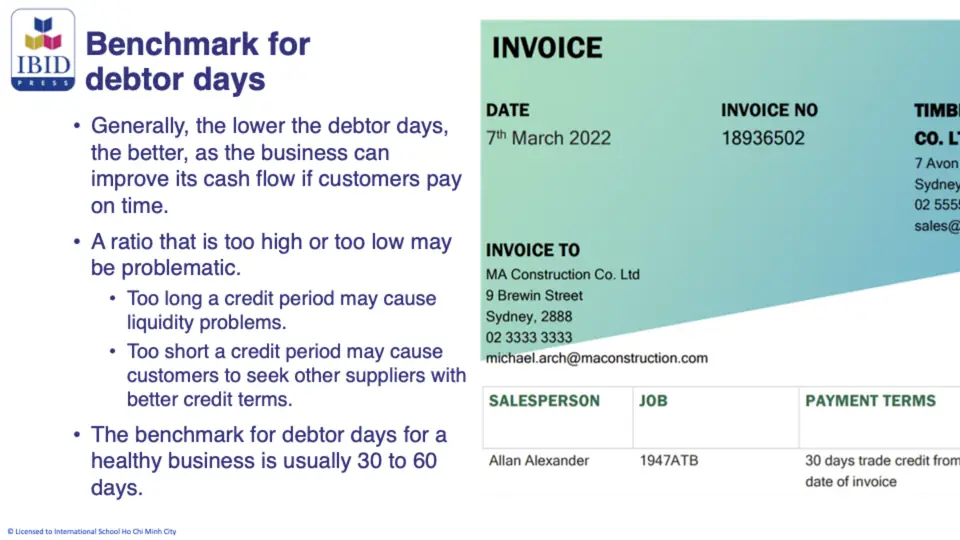 IBID
PRESS
Benchmark for
debtor days
• Generally, the lower the debtor days,
the better, as the business can
improve its cash flow if customers pay
on time.
• A ratio that is too high or too low may
be problematic.
• Too long a credit period may cause
liquidity problems.
• Too short a credit period may cause
customers to seek other suppliers with
better credit terms.
• The benchmark for debtor days for a
healthy business is usually 30 to 60
days.
© Licensed to International School Ho Chi Minh City
INVOICE
DATE
7th March 2022
INVOICE NO
18936502
CO. L
7 Avon
Sydney
02 555
sales@
INVOICE TO
MA Construction Co. Ltd
9 Brewin Street
Sydney, 2888
02 3333 3333
michael.arch@maconstruction.com
SALESPERSON
JOB
PAYMENT TERMS
Allan Alexander
1947ATB
30 days trade credit from
date of invoice